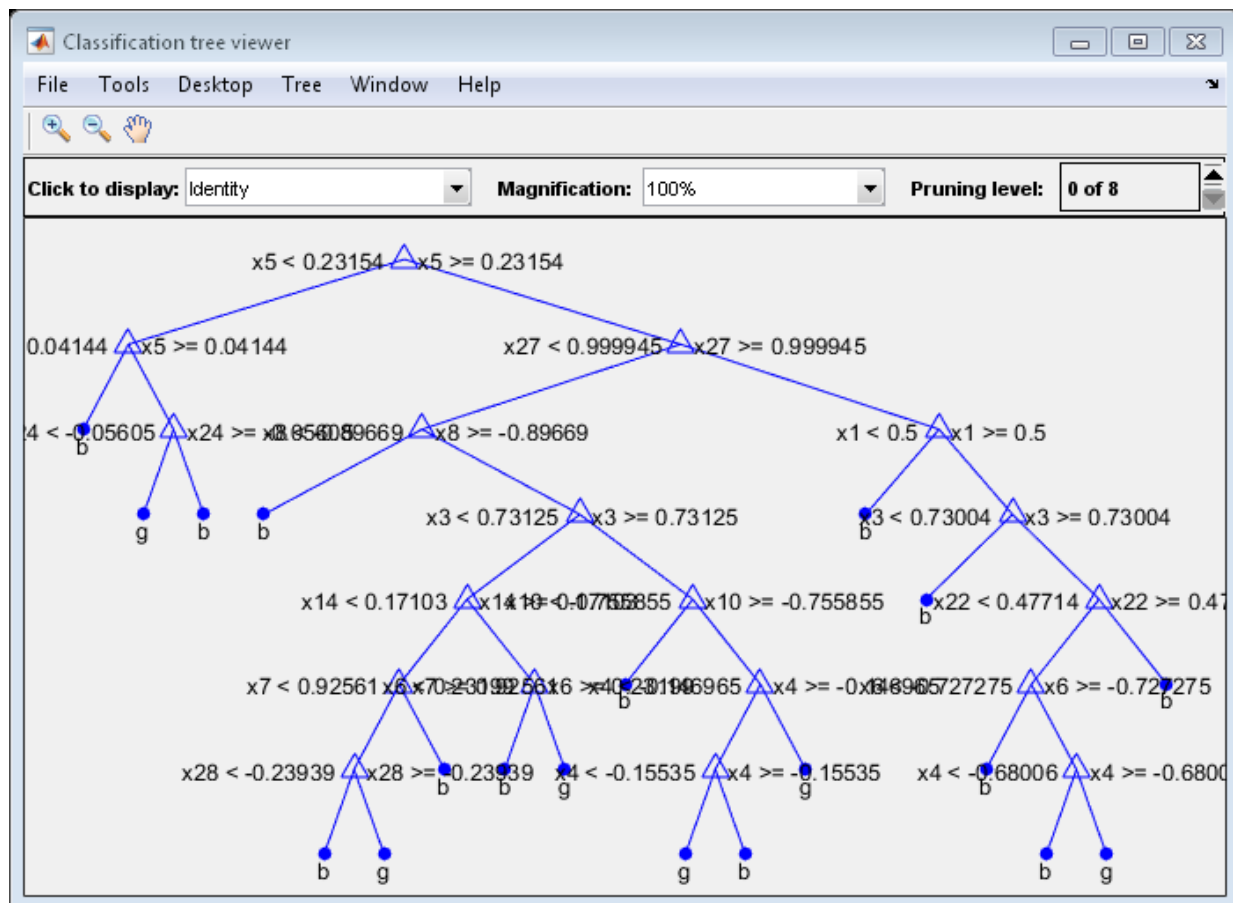 Classification tree viewer
File Tools Desktop Tree Window Help
Click to display: Identity Magnification: 100% Pruning level: 0 of 8
x5 < 0.23154 x5 >= 0.23154
0.04144 x5 >= 0.04144 x27 < 0.999945 x27 >= 0.999945
4 < -0.05605 x24 >= x8 >= -0.89669 x1 < 0.5 x1 >= 0.5
b
x3 < 0.73125 x3 >= 0.73125 x3 < 0.73004 x3 >= 0.73004
g b b b
x14 < 0.17103 x10 >= -0.755855 x22 < 0.47714 x22 >= 0.47
b
x7 < 0.92561 x6 >= -0.727275
b b
x28 < -0.23939 x28 >= -0.23939 x4 < -0.15535 x4 >= -0.15535 x4 < -0.68006 x4 >= -0.6800
b b g g b
b g g b b g